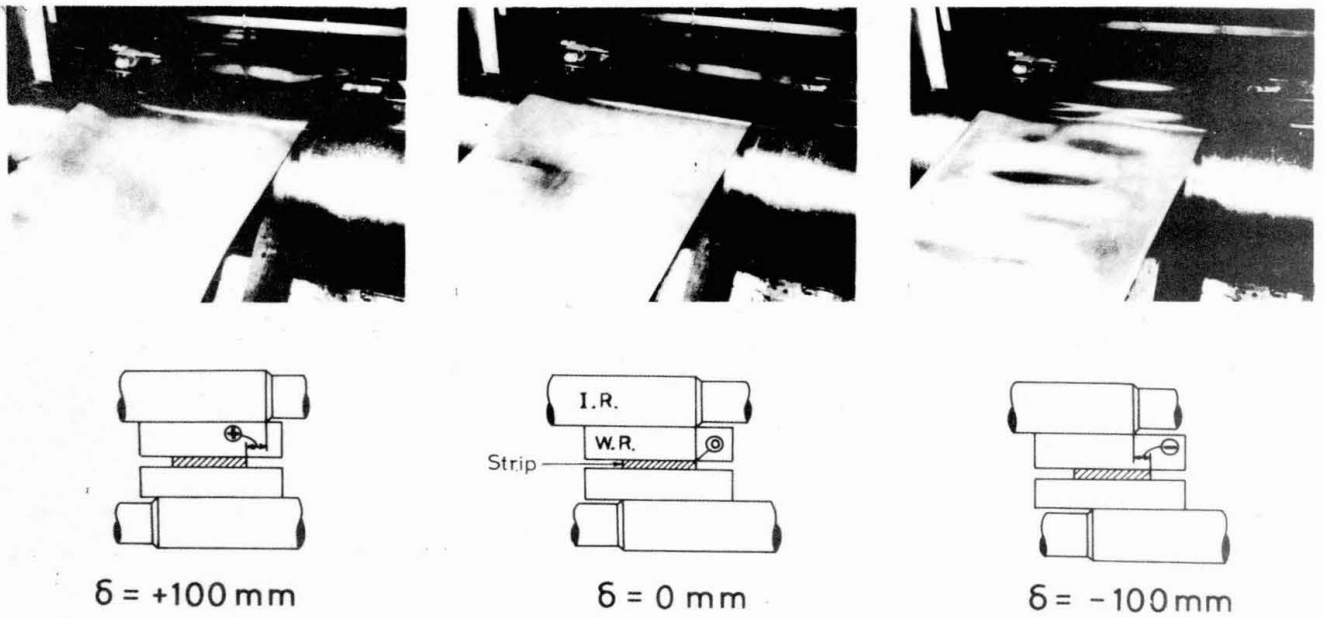 ⊕
I.R.
W.R.
◎
Strip
⊖
δ = +100 mm
δ = 0 mm
δ = -100 mm